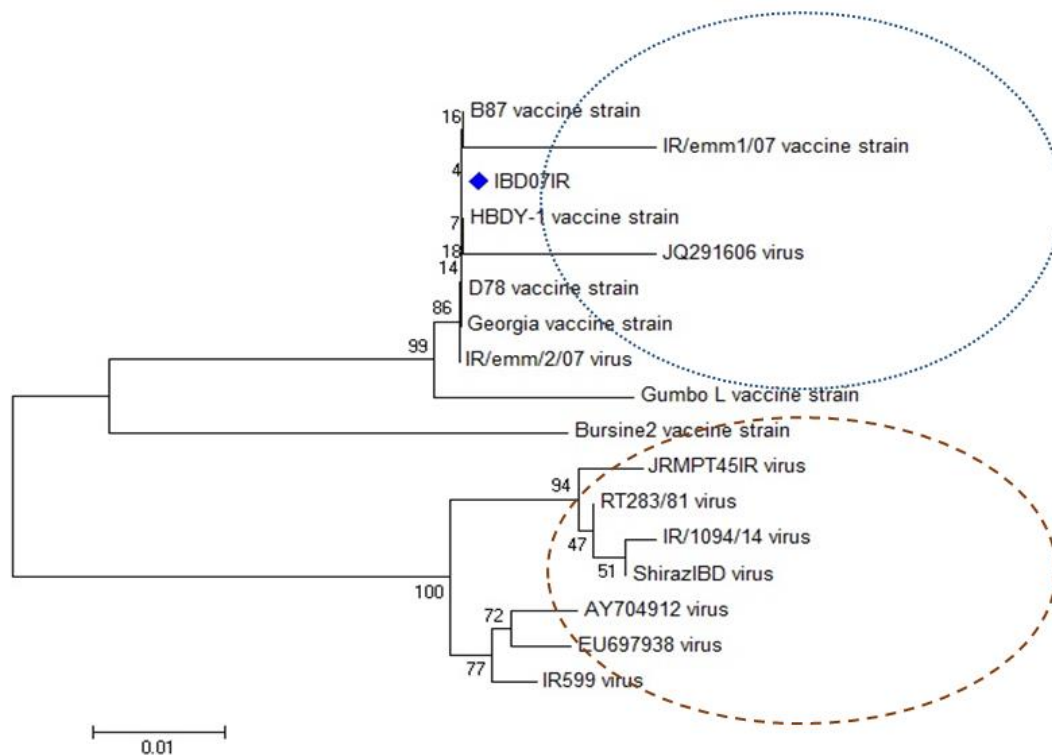 B87 vaccine strain
16
IR/emm1/07 vaccine strain
4
IBD07IR
HBDY-1 vaccine strain
7
18
JQ291606 virus
14
D78 vaccine strain
86
Georgia vaccine strain
99
IR/emm/2/07 virus
Gumbo L vaccine strain
Bursine2 vaccine strain
JRMPT45IR virus
94
RT283/81 virus
47
IR/1094/14 virus
51
ShirazIBD virus
100
AY704912 virus
72
EU697938 virus
77
IR599 virus
0.01